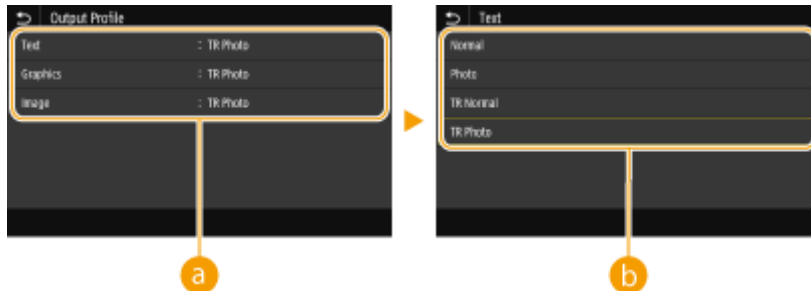 Output Profile
Text : TR Photo
Graphics : TR Photo
Image : TR Photo
a
Text
Normal
Photo
TR Normal
TR Photo
b